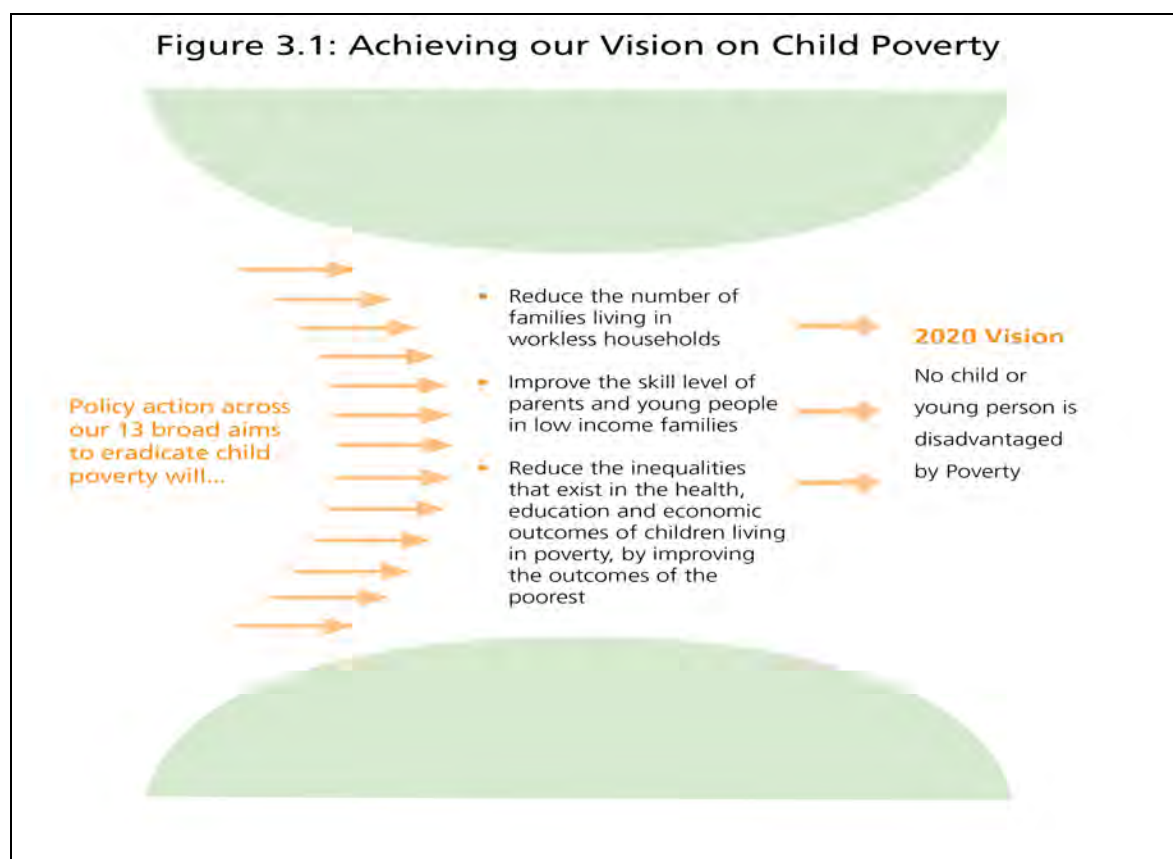 Figure 3.1: Achieving our Vision on Child Poverty
Policy action across
our 13 broad aims
to eradicate child
poverty will...
• Reduce the number of
families living in
workless households
• Improve the skill level of
parents and young people
in low income families
• Reduce the inequalities
that exist in the health,
education and economic
outcomes of children living
in poverty, by improving
the outcomes of the
poorest
2020 Vision
No child or
young person is
disadvantaged
by Poverty